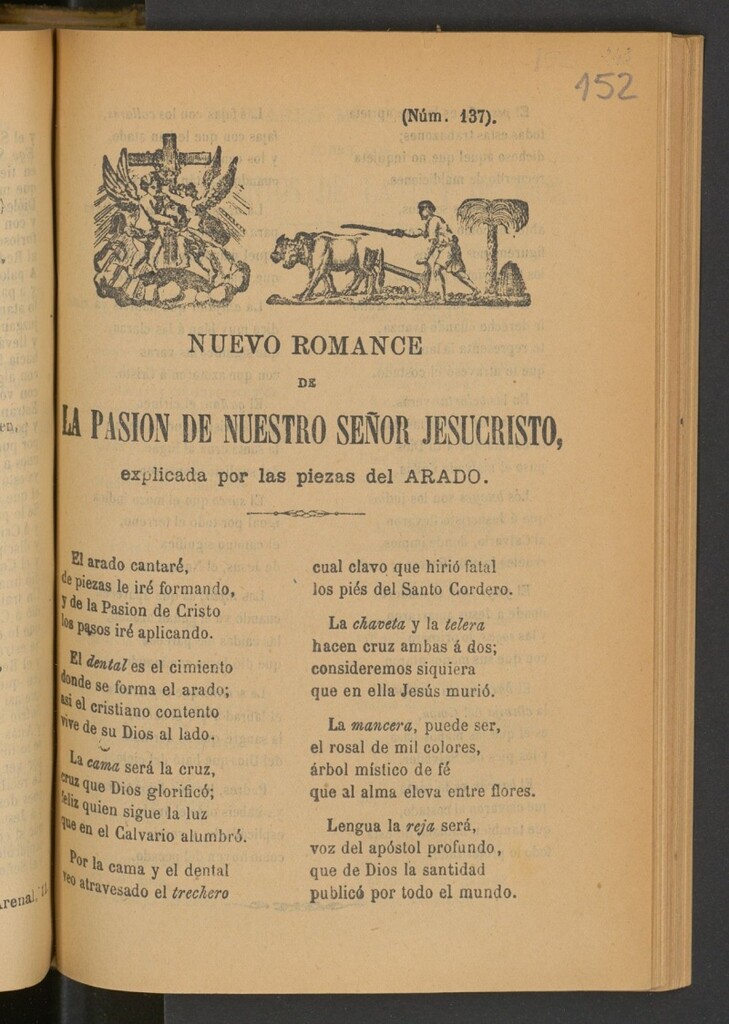 152
(Núm. 137).
NUEVO ROMANCE
DE
LA PASION DE NUESTRO SEÑOR JESUCRISTO,
explicada por las piezas del ARADO.
El arado cantaré,
de piezas le iré formando,
y de la Pasion de Cristo
los pasos iré aplicando.
El dental es el cimiento
donde se forma el arado;
asi el cristiano contento
vive de su Dios al lado.
La cama será la cruz,
cruz que Dios glorificó;
feliz quien sigue la luz
que en el Calvario alumbró.
Por la cama y el dental
veo atravesado el trechero
cual clavo que hirió fatal
los piés del Santo Cordero.
La chaveta y la telera
hacen cruz ambas á dos;
consideremos siquiera
que en ella Jesús murió.
La mancera, puede ser,
el rosal de mil colores,
árbol místico de fé
que al alma eleva entre flores.
Lengua la reja será,
voz del apóstol profundo,
que de Dios la santidad
publicó por todo el mundo.